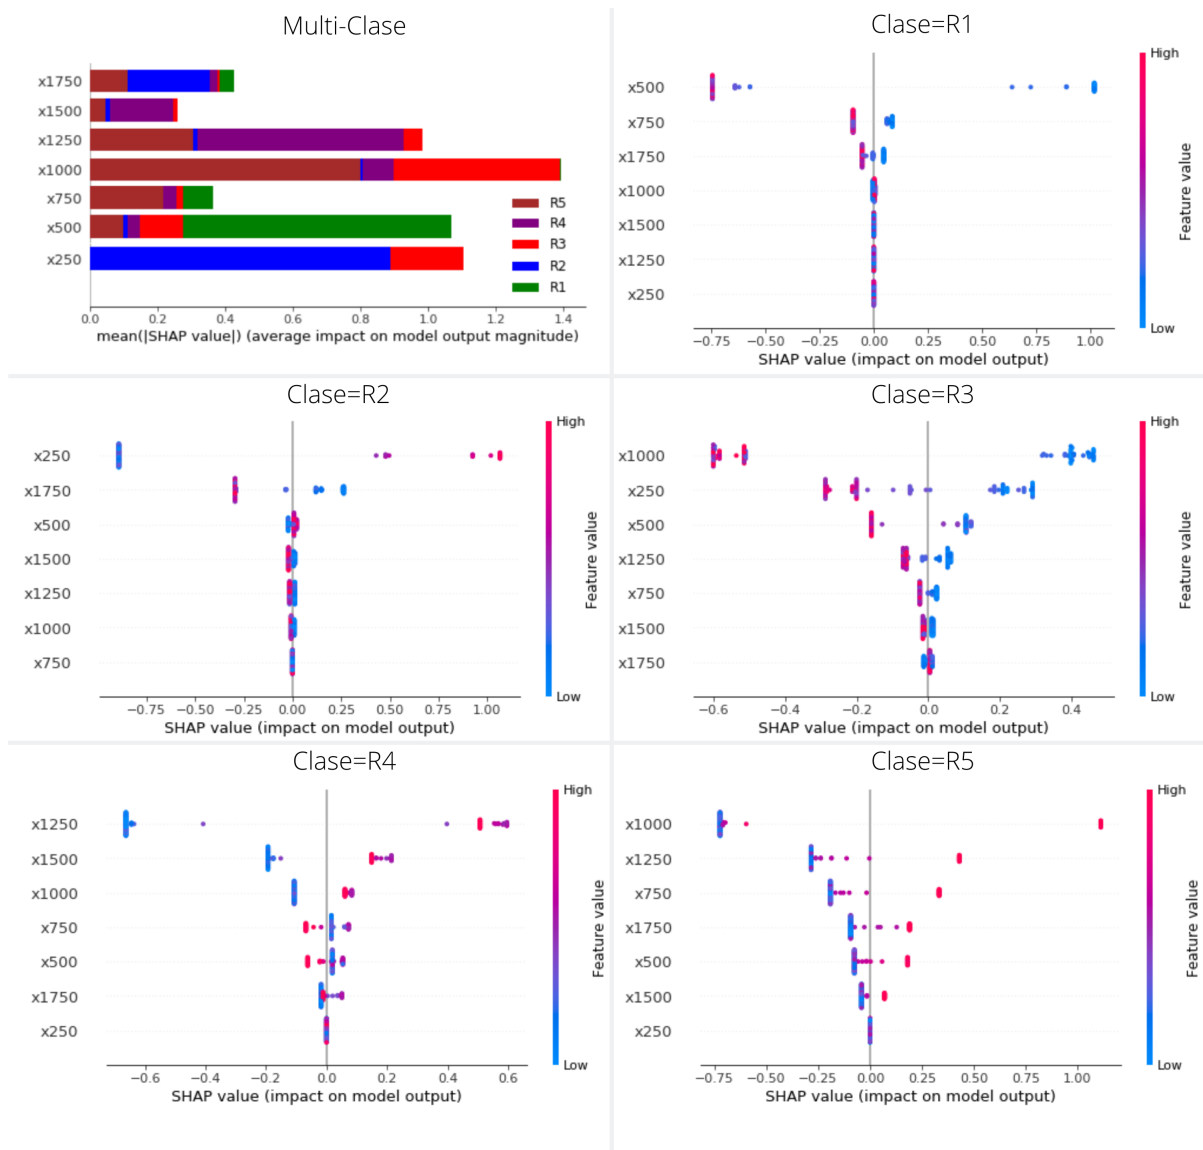 Multi-Clase
x1750
x1500
x1250
x1000
x750
x500
x250
R5
R4
R3
R2
R1
0.0 0.2 0.4 0.6 0.8 1.0 1.2 1.4
mean(|SHAP value|) (average impact on model output magnitude)
Clase=R1
High
x500
x750
x1750
x1000
x1500
x1250
x250
Low
Feature value
−0.75 −0.50 −0.25 0.00 0.25 0.50 0.75 1.00
SHAP value (impact on model output)
Clase=R2
High
x250
x1750
x500
x1500
x1250
x1000
x750
Low
Feature value
−0.75 −0.50 −0.25 0.00 0.25 0.50 0.75 1.00
SHAP value (impact on model output)
Clase=R3
High
x1000
x250
x500
x1250
x750
x1500
x1750
Low
Feature value
−0.6 −0.4 −0.2 0.0 0.2 0.4
SHAP value (impact on model output)
Clase=R4
High
x1250
x1500
x1000
x750
x500
x1750
x250
Low
Feature value
−0.6 −0.4 −0.2 0.0 0.2 0.4 0.6
SHAP value (impact on model output)
Clase=R5
High
x1000
x1250
x750
x1750
x500
x1500
x250
Low
Feature value
−0.75 −0.50 −0.25 0.00 0.25 0.50 0.75 1.00
SHAP value (impact on model output)